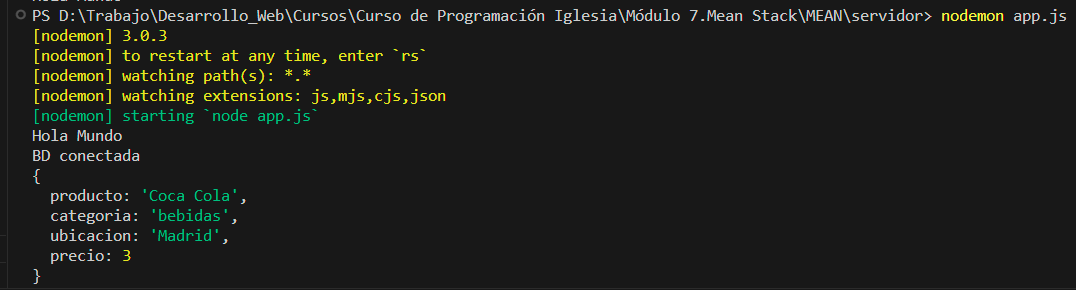 PS D:\Trabajo\Desarrollo_Web\Cursos\Curso de Programación Iglesia\Módulo 7.Mean Stack\MEAN\servidor> nodemon app.js
[nodemon] 3.0.3
[nodemon] to restart at any time, enter `rs`
[nodemon] watching path(s): *.*
[nodemon] watching extensions: js,mjs,cjs,json
[nodemon] starting `node app.js`
Hola Mundo
BD conectada
{
  producto: 'Coca Cola',
  categoria: 'bebidas',
  ubicacion: 'Madrid',
  precio: 3
}